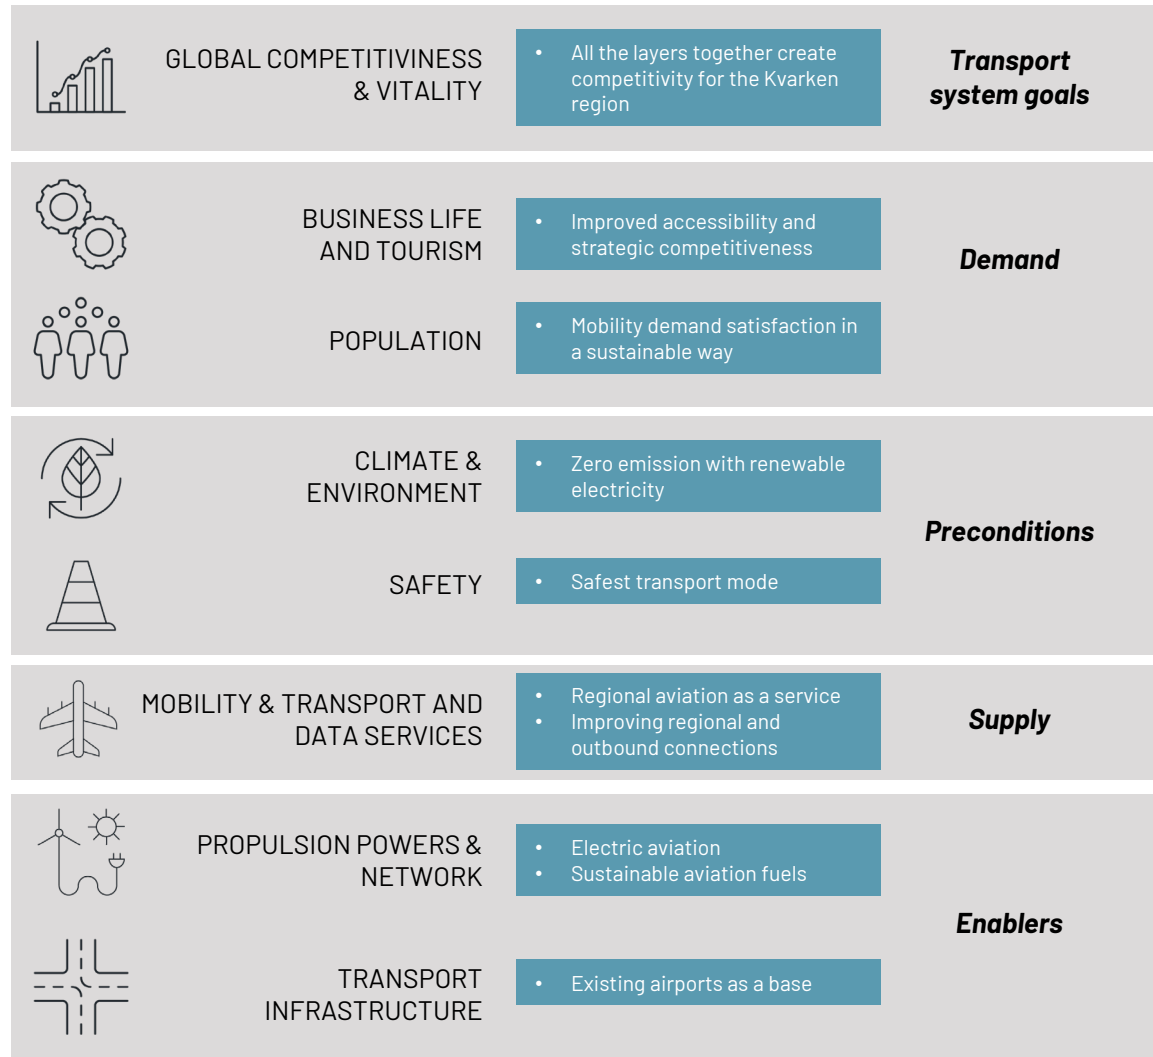 GLOBAL COMPETITIVINESS
& VITALITY
• All the layers together create
competitivity for the Kvarken
region
Transport
system goals
BUSINESS LIFE
AND TOURISM
• Improved accessibility and
strategic competitiveness
Demand
POPULATION
• Mobility demand satisfaction in
a sustainable way
CLIMATE &
ENVIRONMENT
• Zero emission with renewable
electricity
Preconditions
SAFETY
• Safest transport mode
MOBILITY & TRANSPORT AND
DATA SERVICES
• Regional aviation as a service
• Improving regional and
outbound connections
Supply
PROPULSION POWERS &
NETWORK
• Electric aviation
• Sustainable aviation fuels
Enablers
TRANSPORT
INFRASTRUCTURE
• Existing airports as a base